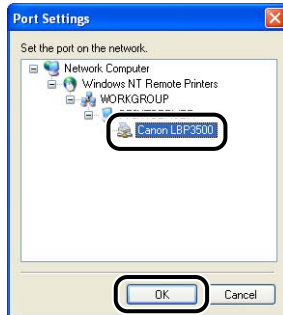 Port Settings
Set the port on the network.
Network Computer
Windows NT Remote Printers
WORKGROUP
Canon LBP3500
OK Cancel